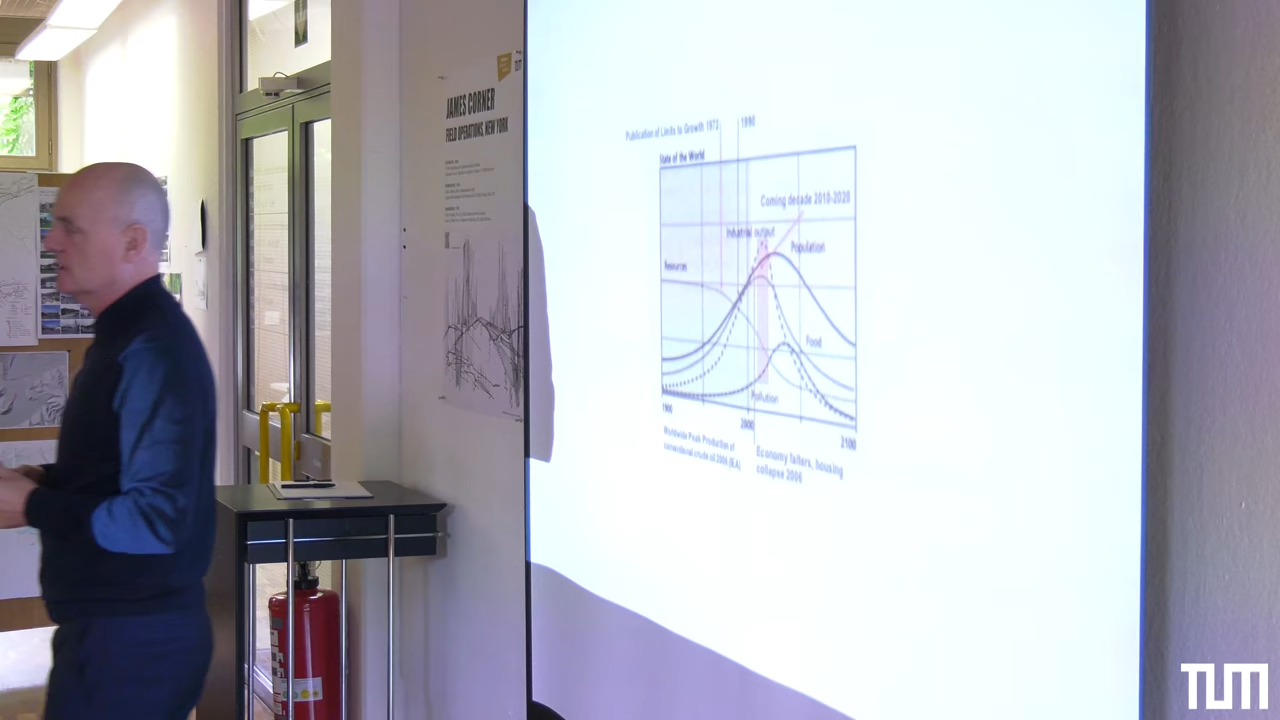 JAMES CORNER
FIELD OPERATIONS, NEW YORK
TUM
Publication of Limits to Growth 1972
1990
State of the World
Coming decade 2010-2020
Industrial output
Population
Resources
Food
Pollution
1900
2000
2100
Worldwide Peak Production of
conventional crude oil 2006 (IEA)
Economy falters, housing
collapse 2006
TUM